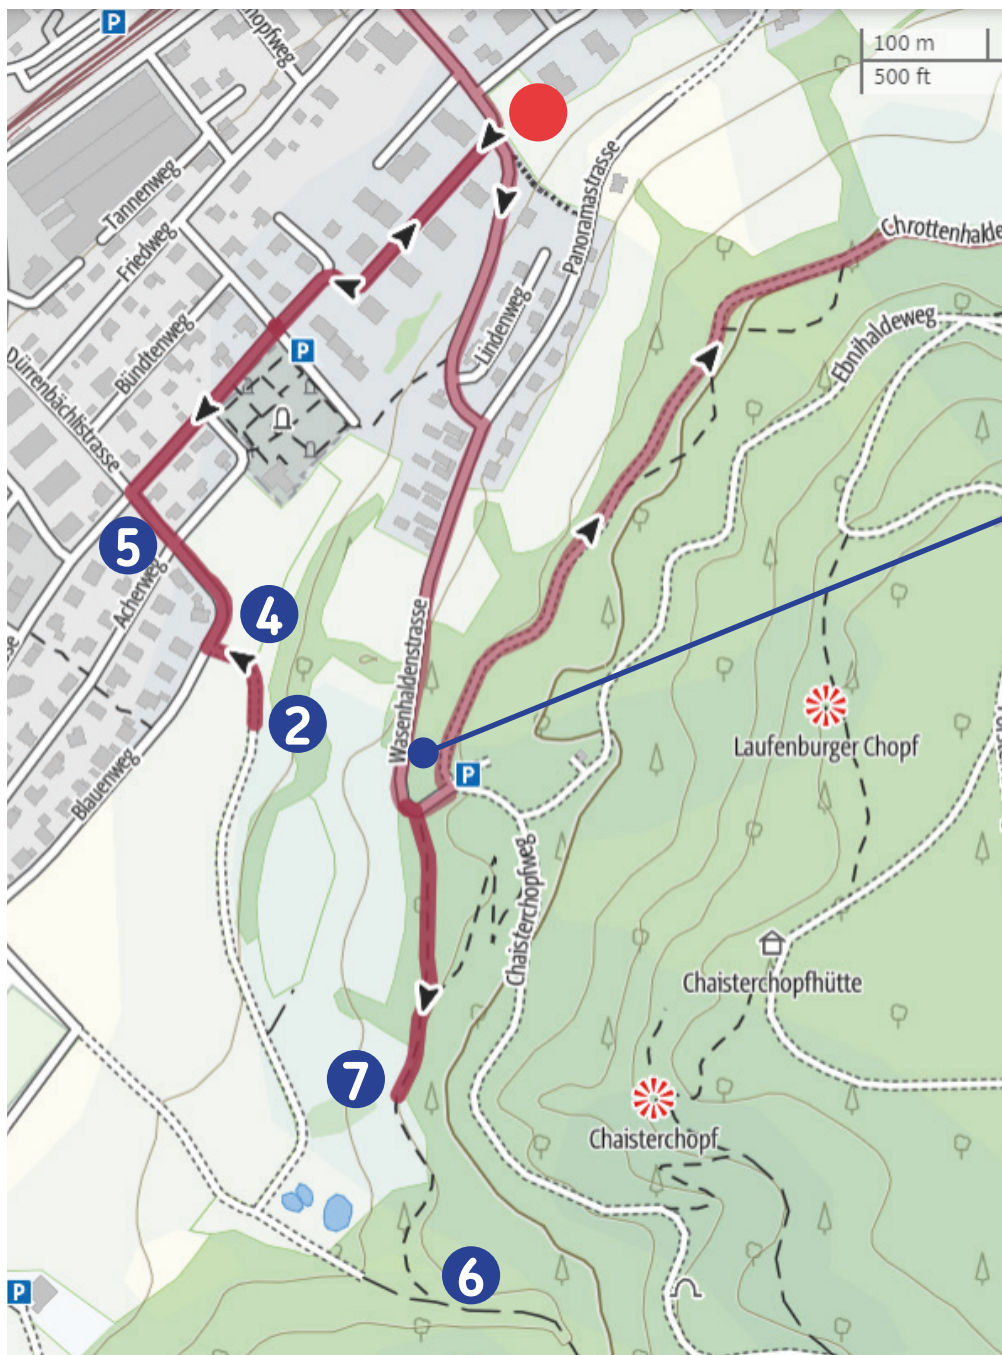 P
hopfweg
100 m
500 ft
Tannenweg
Panoramastrasse
Friedweg
Chrottenhalde
Lindenweg
Ebnihaldeweg
Bündtenweg
P
Dürrenbächlistrasse
5
Acherweg
4
Wasenhaldenstrasse
2
Laufenburger Chopf
P
Blauenweg
Chaisterchopfweg
Chaisterchopfhütte
7
Chaisterchopf
6
P